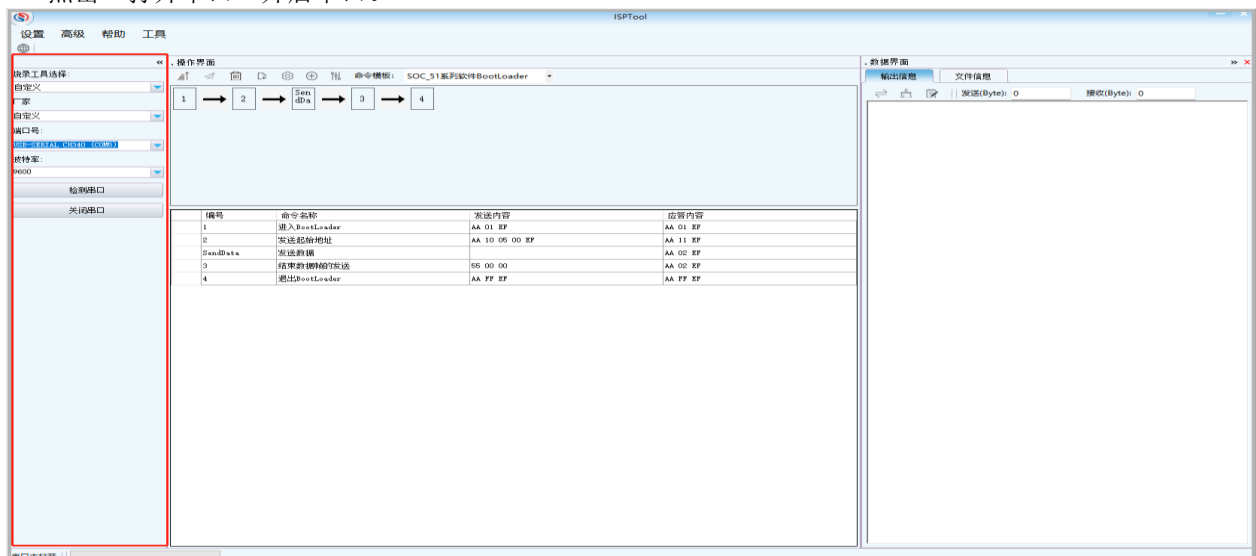 ISPTool
设置 高级 帮助 工具
烧录工具选择:
自定义
厂家
自定义
端口号:
USB-SERIAL CH340 (COM5)
波特率:
9600
检测串口
关闭串口
操作界面
命令模板: SOC_51系列软件BootLoader
1 2 Sen dDa 3 4
编号 命令名称 发送内容 应答内容
1 进入BootLoader AA 01 EF AA 01 EF
2 发送起始地址 AA 10 05 00 EF AA 11 EF
SendData 发送数据 AA 02 EF
3 结束数据帧的发送 55 00 00 AA 02 EF
4 退出BootLoader AA FF EF AA FF EF
数据界面
输出信息 文件信息
发送(Byte): 0 接收(Byte): 0